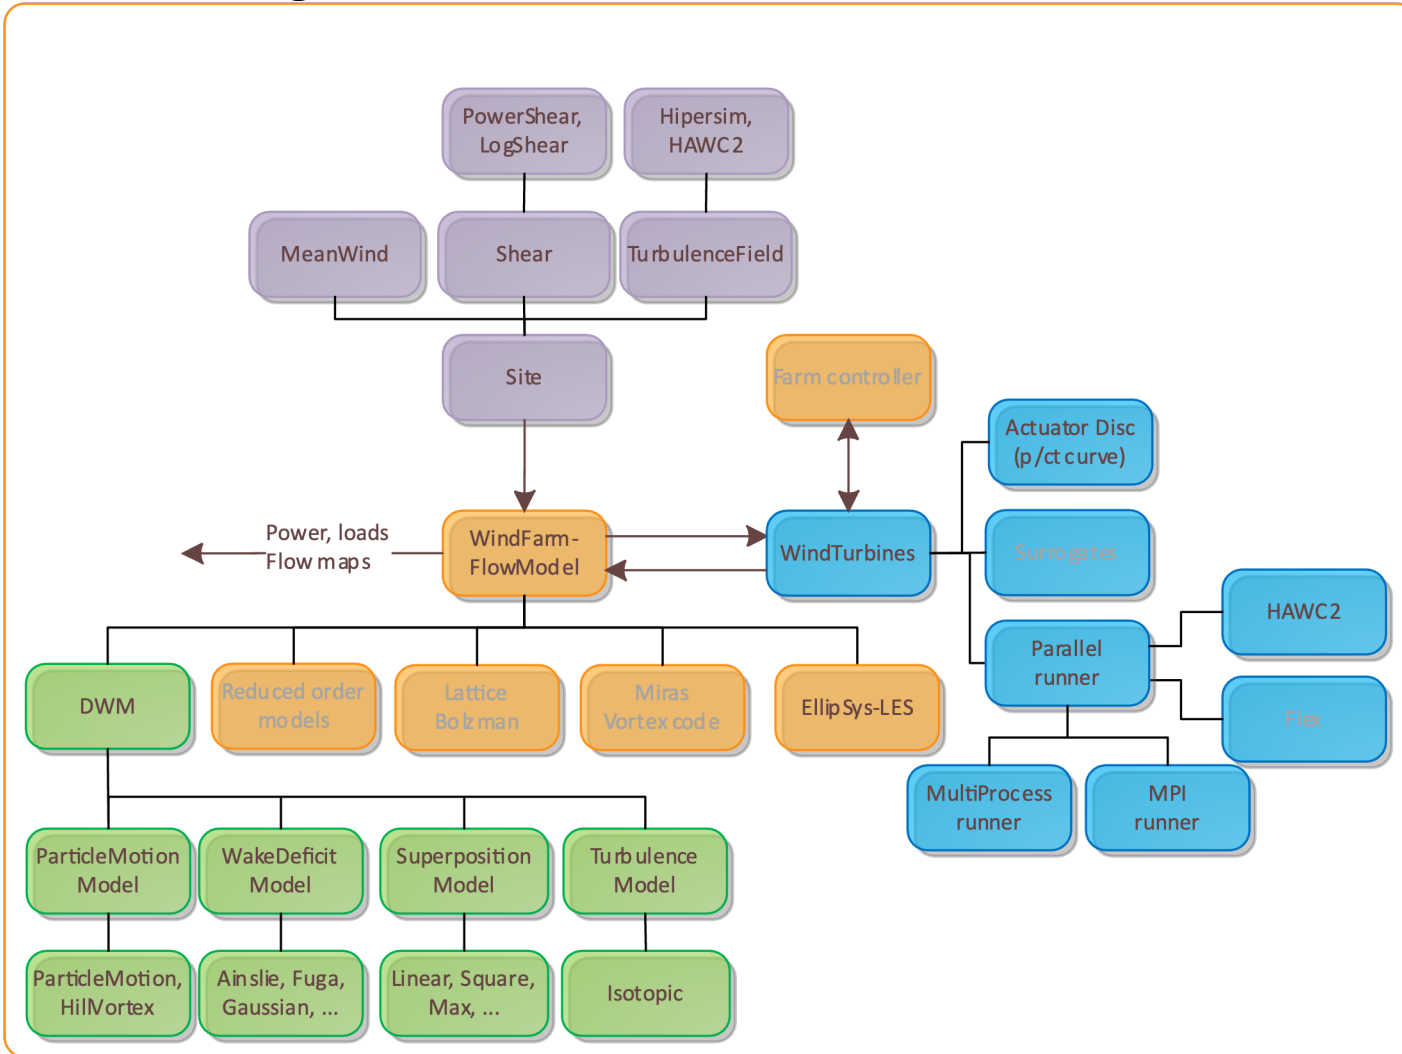 PowerShear,
LogShear
Hipersim,
HAWC2
MeanWind
Shear
TurbulenceField
Site
Farm controller
Actuator Disc
(p/ct curve)
Power, loads
Flow maps
WindFarm-
FlowModel
WindTurbines
Surrogates
HAWC2
Parallel
runner
Flex
DWM
Reduced order
models
Lattice
Bolzman
Miras
Vortex code
EllipSys-LES
MultiProcess
runner
MPI
runner
ParticleMotion
Model
WakeDeficit
Model
Superposition
Model
Turbulence
Model
ParticleMotion,
HillVortex
Ainslie, Fuga,
Gaussian, ...
Linear, Square,
Max, ...
Isotopic